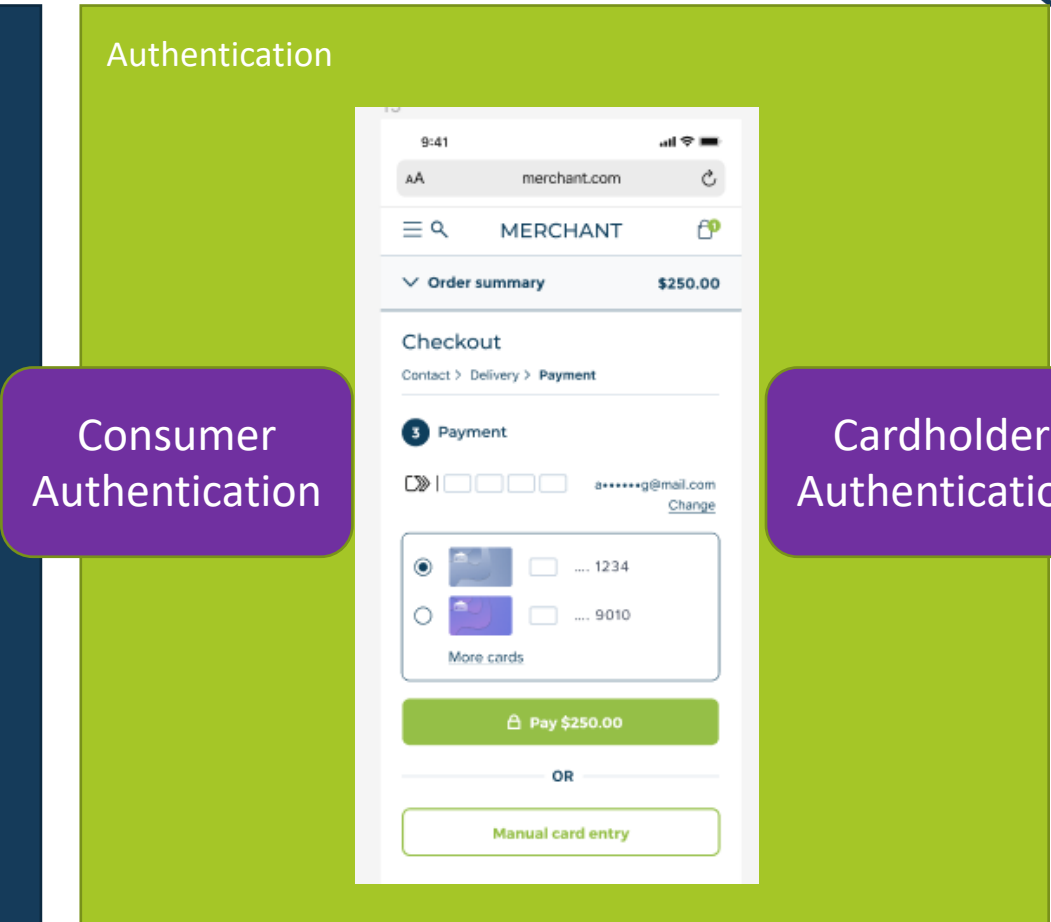 Authentication
9:41
AA merchant.com
MERCHANT 1
Order summary $250.00
Checkout
Contact > Delivery > Payment
3 Payment
a••••••g@mail.com
Change
.... 1234
.... 9010
More cards
Pay $250.00
OR
Manual card entry
Consumer
Authentication
Cardholder
Authenticatio